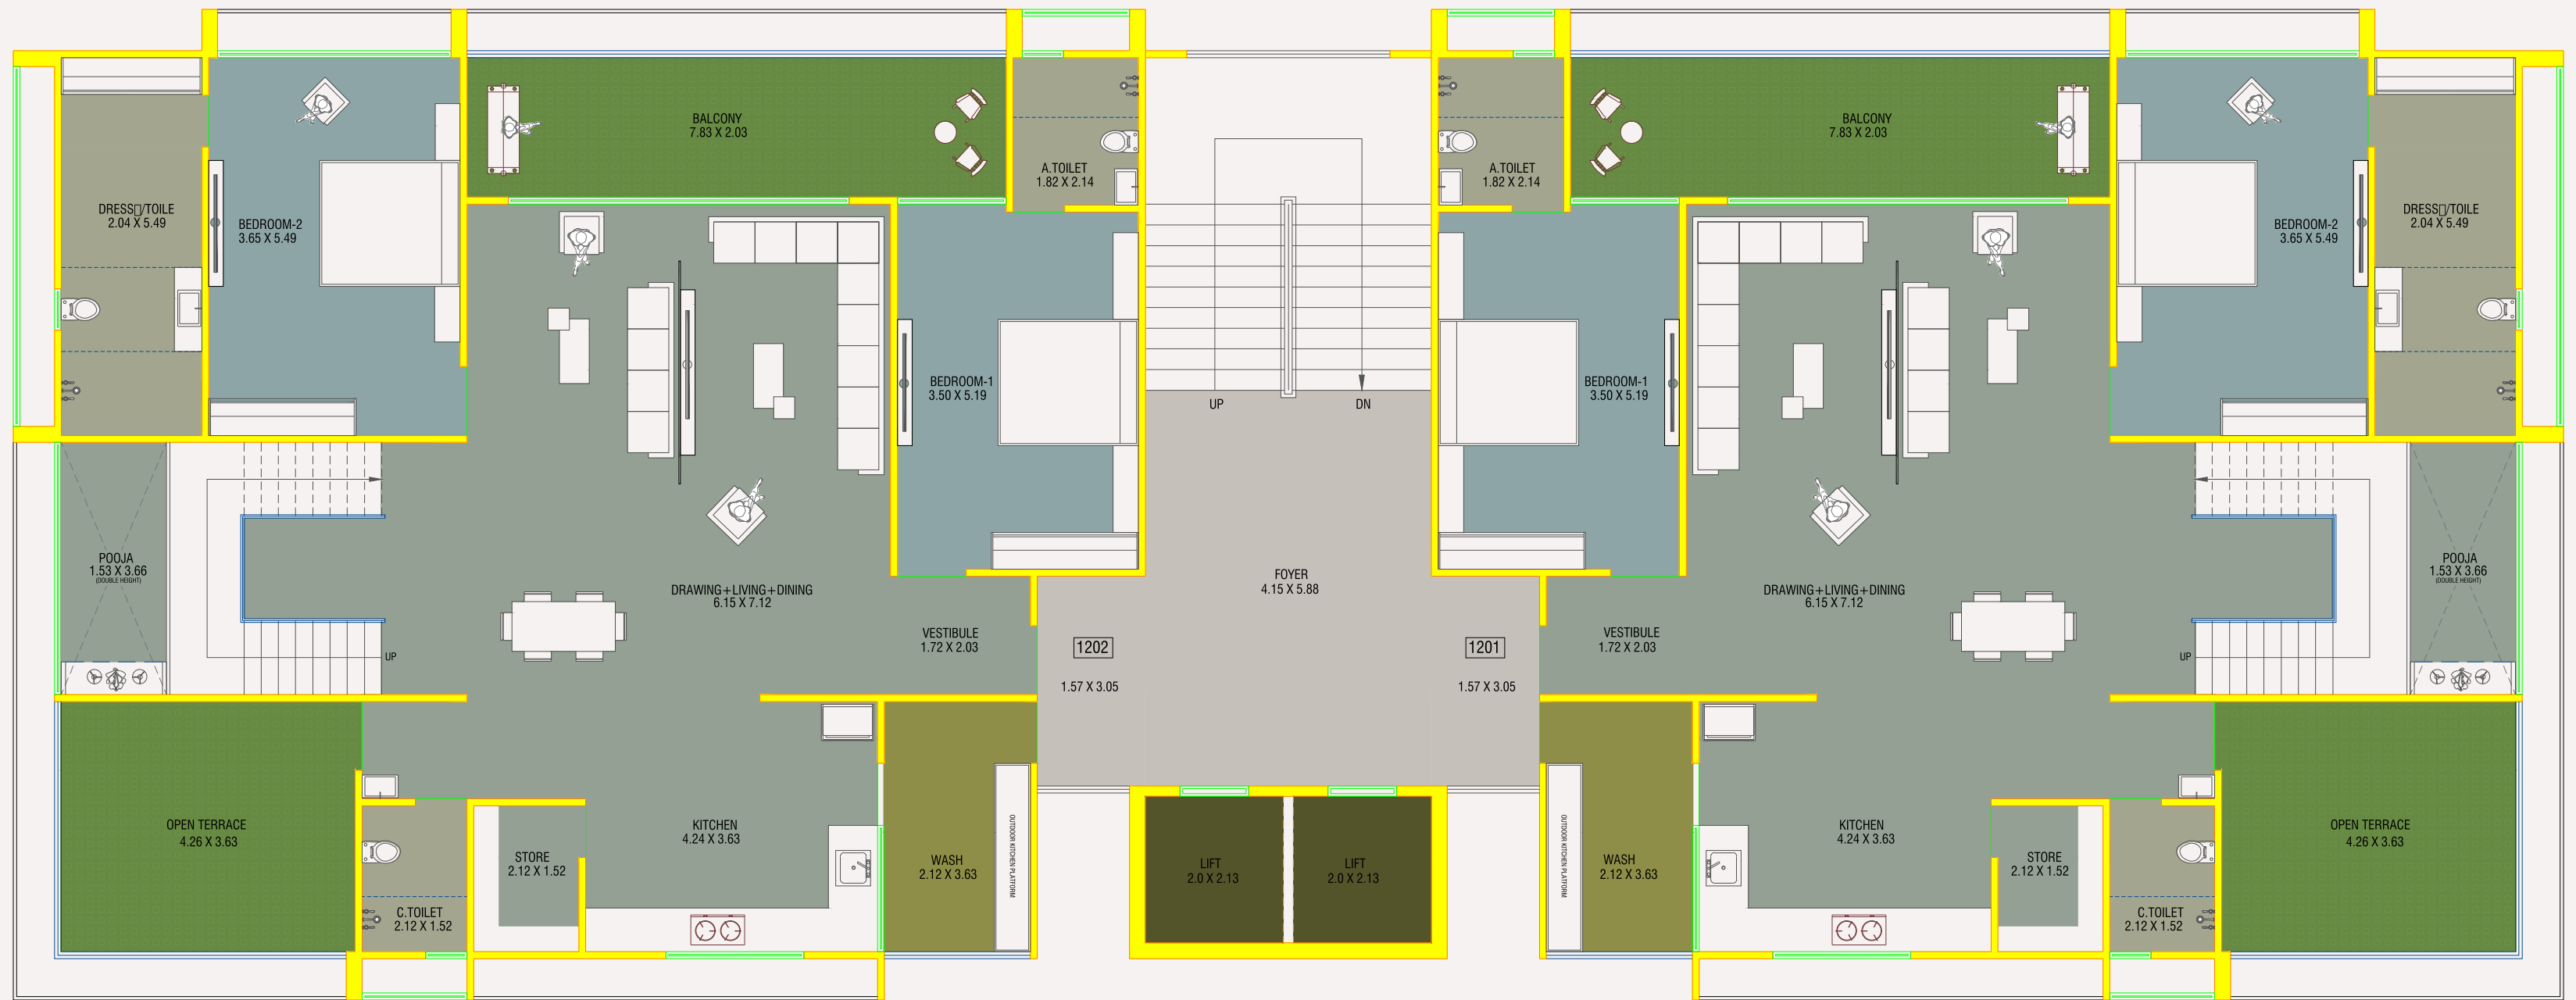 BALCONY
7.83 X 2.03
A.TOILET
1.82 X 2.14
DRESS▯/TOILE
2.04 X 5.49
BEDROOM-2
3.65 X 5.49
BEDROOM-1
3.50 X 5.19
POOJA
1.53 X 3.66
(DOUBLE HEIGHT)
UP
DRAWING+LIVING+DINING
6.15 X 7.12
VESTIBULE
1.72 X 2.03
1202
1.57 X 3.05
OPEN TERRACE
4.26 X 3.63
C.TOILET
2.12 X 1.52
STORE
2.12 X 1.52
KITCHEN
4.24 X 3.63
WASH
2.12 X 3.63
OUTDOOR KITCHEN PLATFORM
UP
DN
FOYER
4.15 X 5.88
LIFT
2.0 X 2.13
LIFT
2.0 X 2.13
A.TOILET
1.82 X 2.14
BALCONY
7.83 X 2.03
BEDROOM-2
3.65 X 5.49
DRESS▯/TOILE
2.04 X 5.49
BEDROOM-1
3.50 X 5.19
DRAWING+LIVING+DINING
6.15 X 7.12
POOJA
1.53 X 3.66
(DOUBLE HEIGHT)
UP
1201
1.57 X 3.05
VESTIBULE
1.72 X 2.03
OUTDOOR KITCHEN PLATFORM
WASH
2.12 X 3.63
KITCHEN
4.24 X 3.63
STORE
2.12 X 1.52
C.TOILET
2.12 X 1.52
OPEN TERRACE
4.26 X 3.63